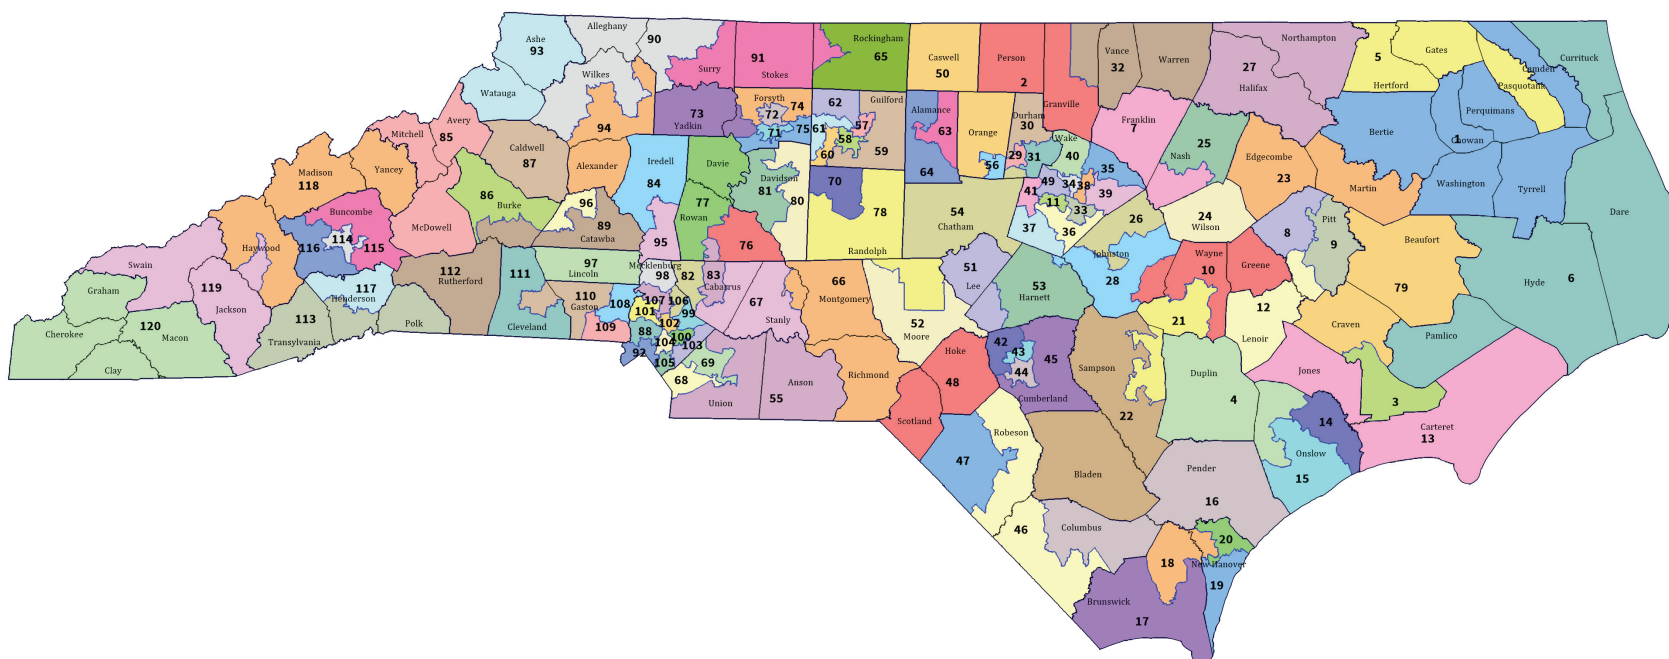 Ashe
93
Alleghany
90
Surry
91
Stokes
Rockingham
65
Caswell
50
Person
2
Granville
Vance
32
Warren
Northampton
27
Halifax
5
Gates
Hertford
Camden
Currituck
Pasquotank
Perquimans
1
Chowan
Bertie
Watauga
Wilkes
94
73
Yadkin
Forsyth
74
72
71
75
62
Guilford
61
57
58
60
59
Alamance
63
64
Orange
56
Durham
30
29
31
Wake
40
35
49
34
38
39
41
11
33
36
37
Franklin
7
Nash
25
Edgecombe
23
Martin
Washington
Tyrrell
Dare
Avery
85
Mitchell
Yancey
Madison
118
Caldwell
87
Alexander
Iredell
84
Davie
77
Rowan
Davidson
81
80
70
78
Randolph
54
Chatham
26
Johnston
28
24
Wilson
8
Pitt
9
Beaufort
79
Hyde
6
86
Burke
96
89
Catawba
McDowell
Buncombe
114
115
116
Haywood
Swain
119
Jackson
Graham
Cherokee
120
Macon
Clay
117
Henderson
113
Transylvania
Polk
112
Rutherford
111
Cleveland
97
Lincoln
110
Gaston
108
109
95
76
Mecklenburg
98
82
83
Cabarrus
107
106
101
99
102
88
100
104
103
92
105
69
68
Union
67
Stanly
55
Anson
66
Montgomery
Richmond
52
Moore
51
Lee
53
Harnett
Wayne
10
Greene
12
Lenoir
21
Craven
Pamlico
Jones
3
Carteret
13
14
Onslow
15
Duplin
4
Sampson
22
42
43
44
45
Cumberland
Hoke
48
Scotland
47
Robeson
46
Bladen
Columbus
Pender
16
20
New Hanover
19
18
Brunswick
17